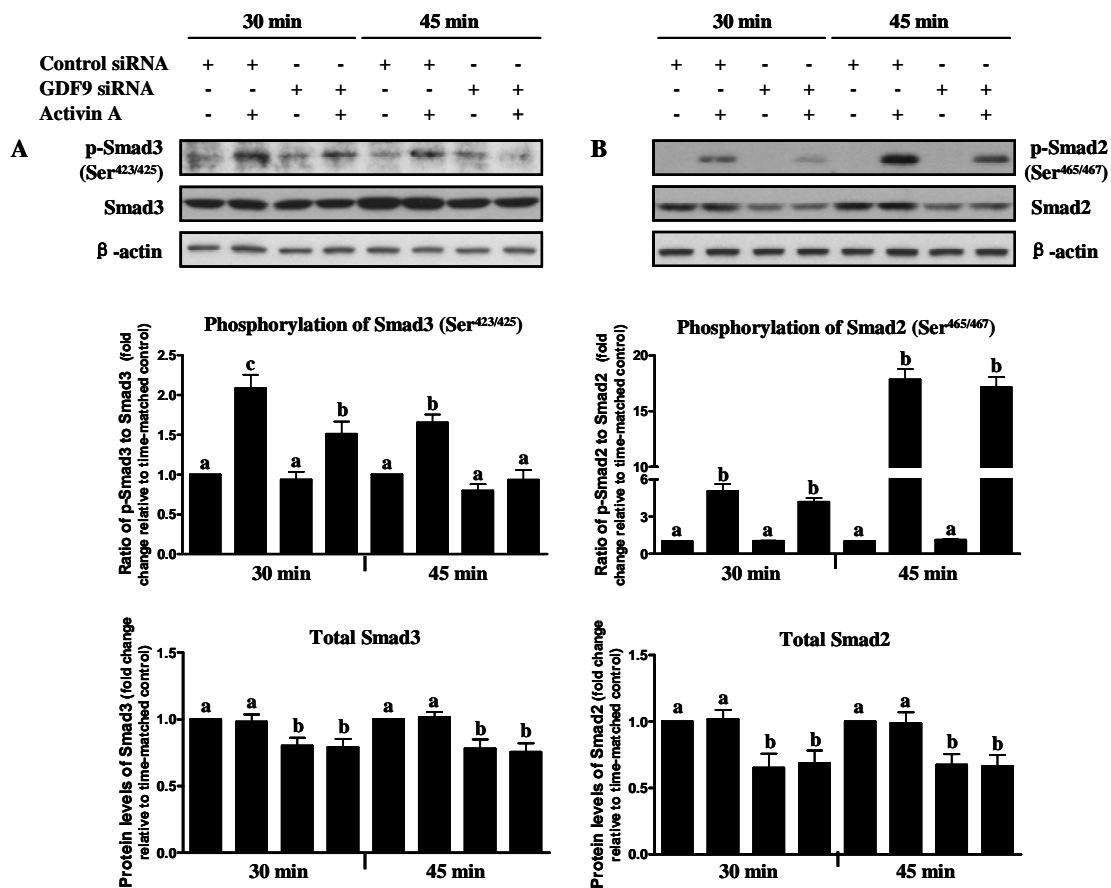 30 min 45 min 30 min 45 min
Control siRNA + + - - + + - - + + - - + + - -
GDF9 siRNA - - + + - - + + - - + + - - + +
Activin A - + - + - + - + - + - + - + - +
A
p-Smad3
(Ser423/425)
Smad3
β-actin
B
p-Smad2
(Ser465/467)
Smad2
β-actin
Phosphorylation of Smad3 (Ser423/425)
Ratio of p-Smad3 to Smad3 (fold
change relative to time-matched control)
2.5
2.0
1.5
1.0
0.5
0.0
a c a b a b a a
30 min 45 min
Phosphorylation of Smad2 (Ser465/467)
Ratio of p-Smad2 to Smad2 (fold
change relative to time-matched control)
20
15
10
6
3
0
a b a b a b a b
30 min 45 min
Total Smad3
Protein levels of Smad3 (fold change
relative to time-matched control)
1.5
1.0
0.5
0.0
a a b b a a b b
30 min 45 min
Total Smad2
Protein levels of Smad2 (fold change
relative to time-matched control)
1.5
1.0
0.5
0.0
a a b b a a b b
30 min 45 min